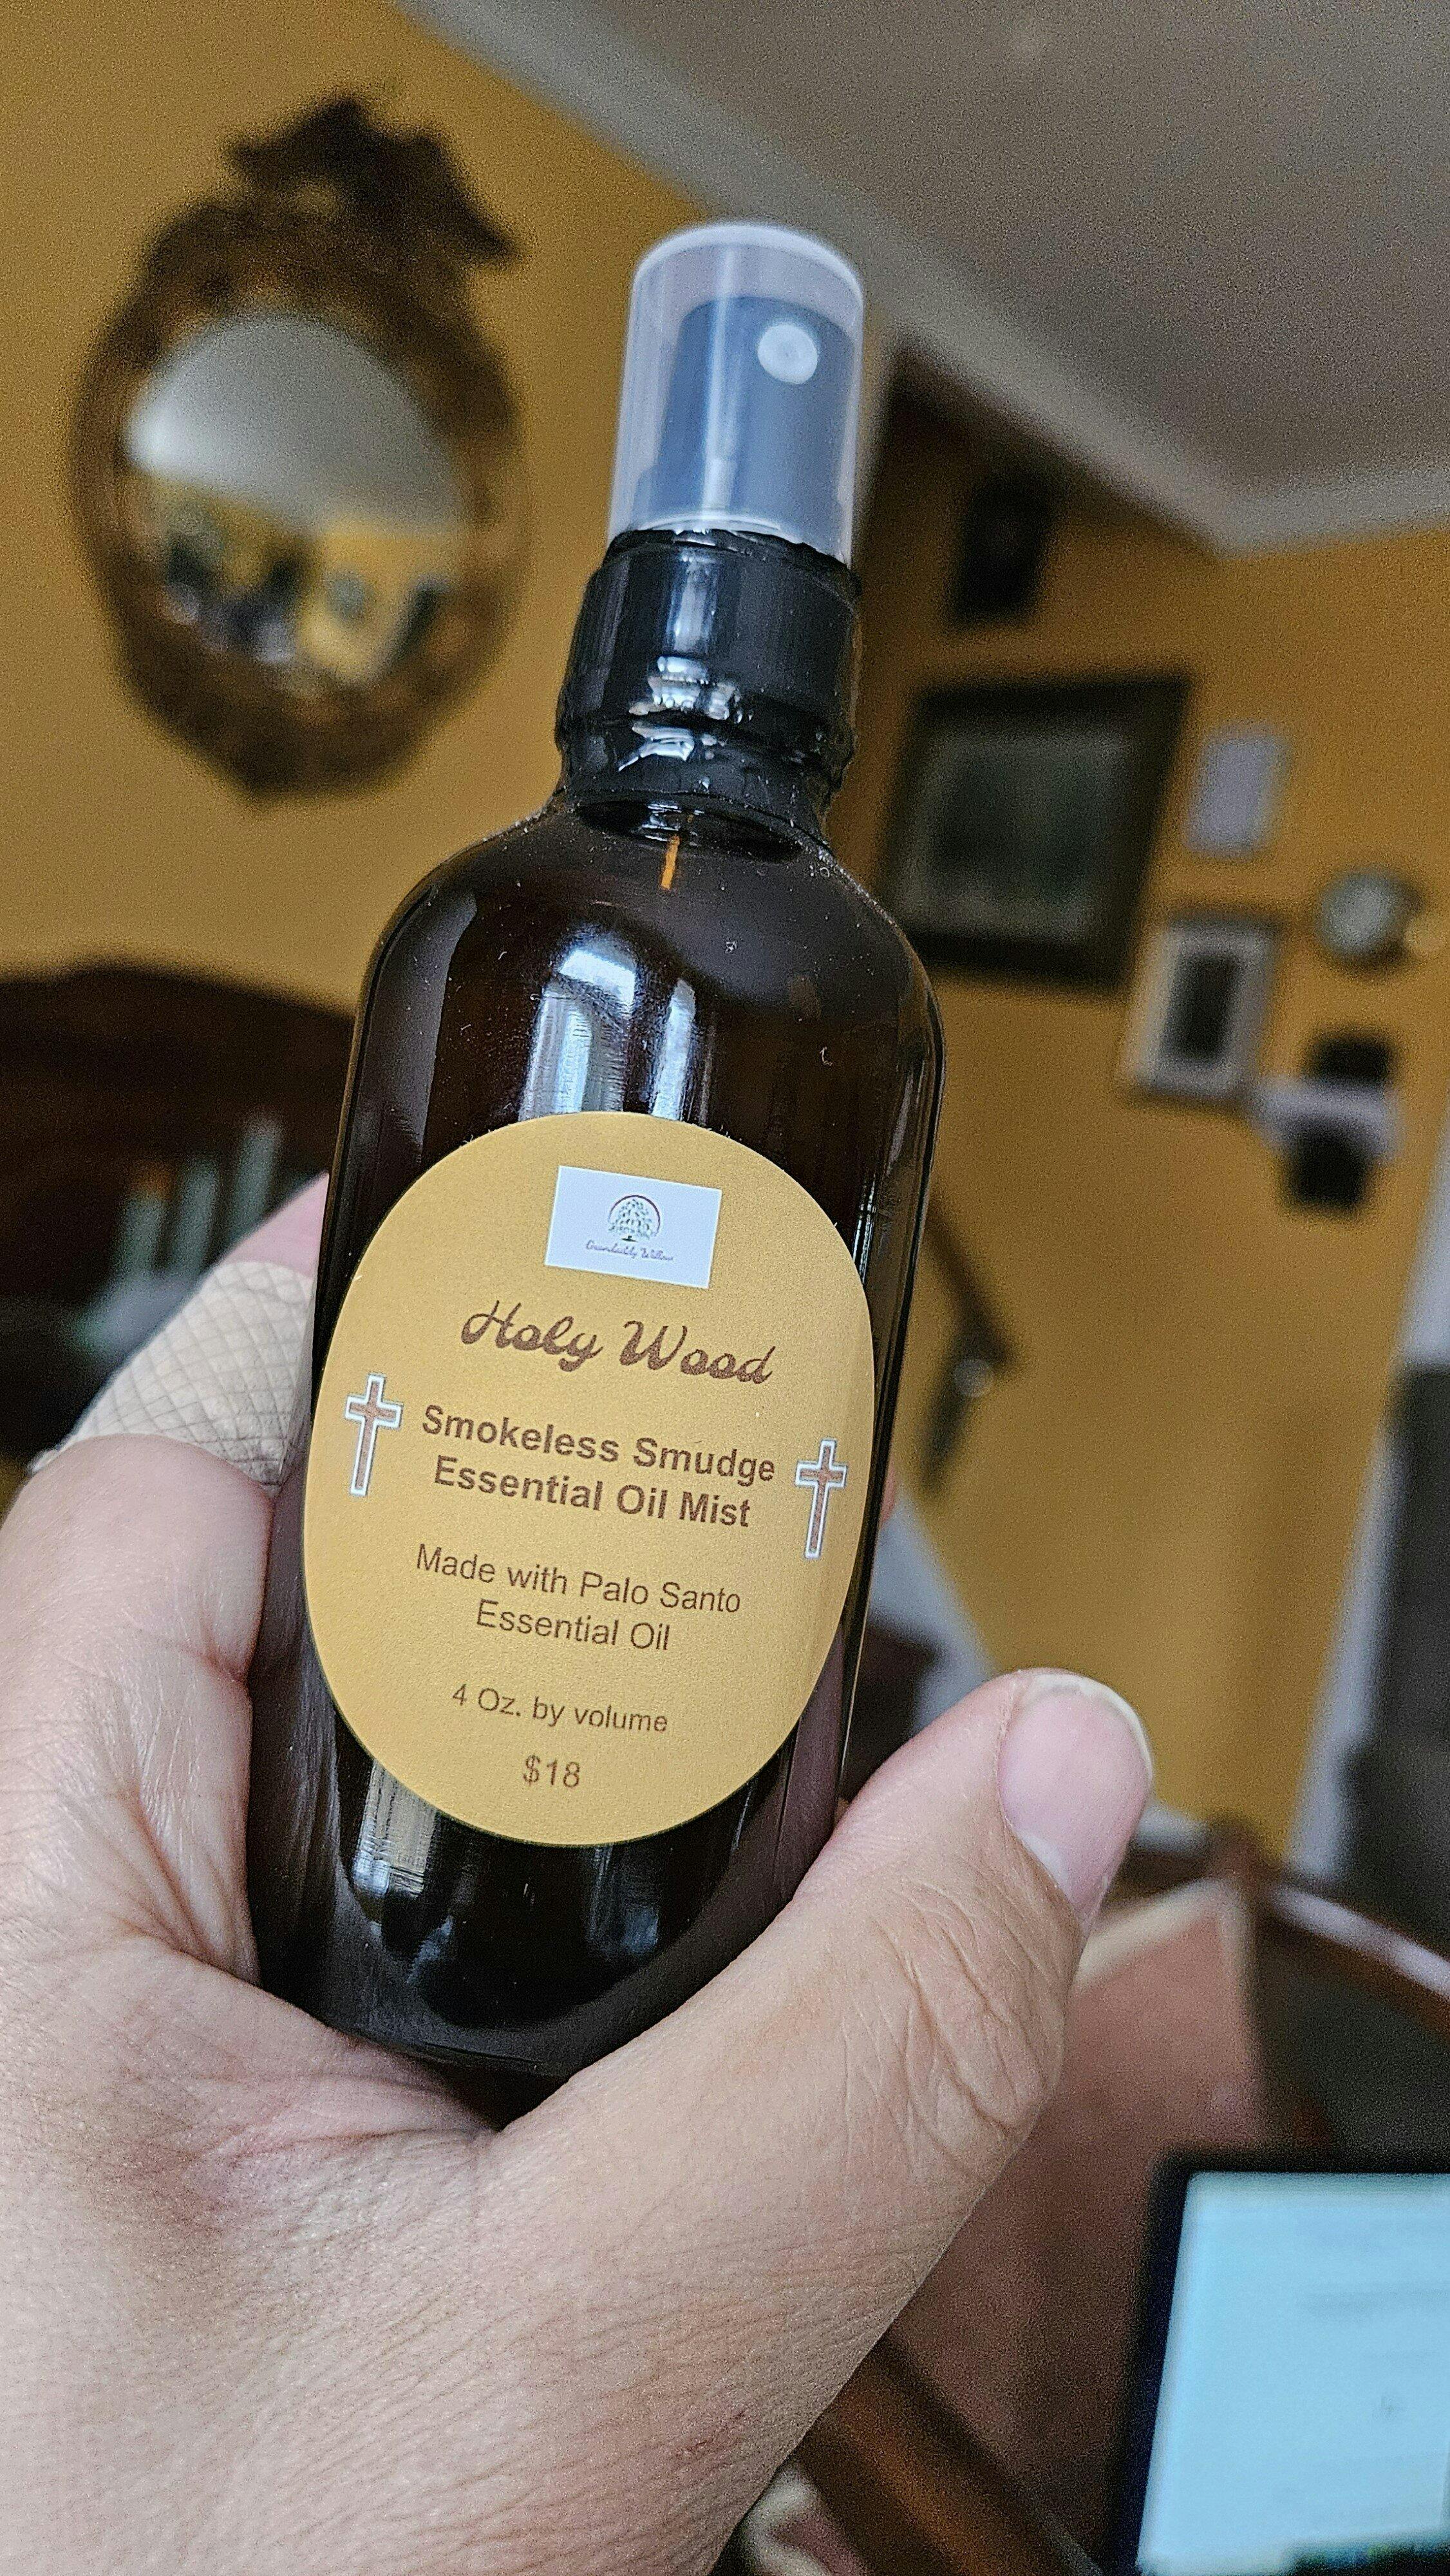 Holy Wood
Smokeless Smudge
Essential Oil Mist
Made with Palo Santo
Essential Oil
4 Oz. by volume
$18